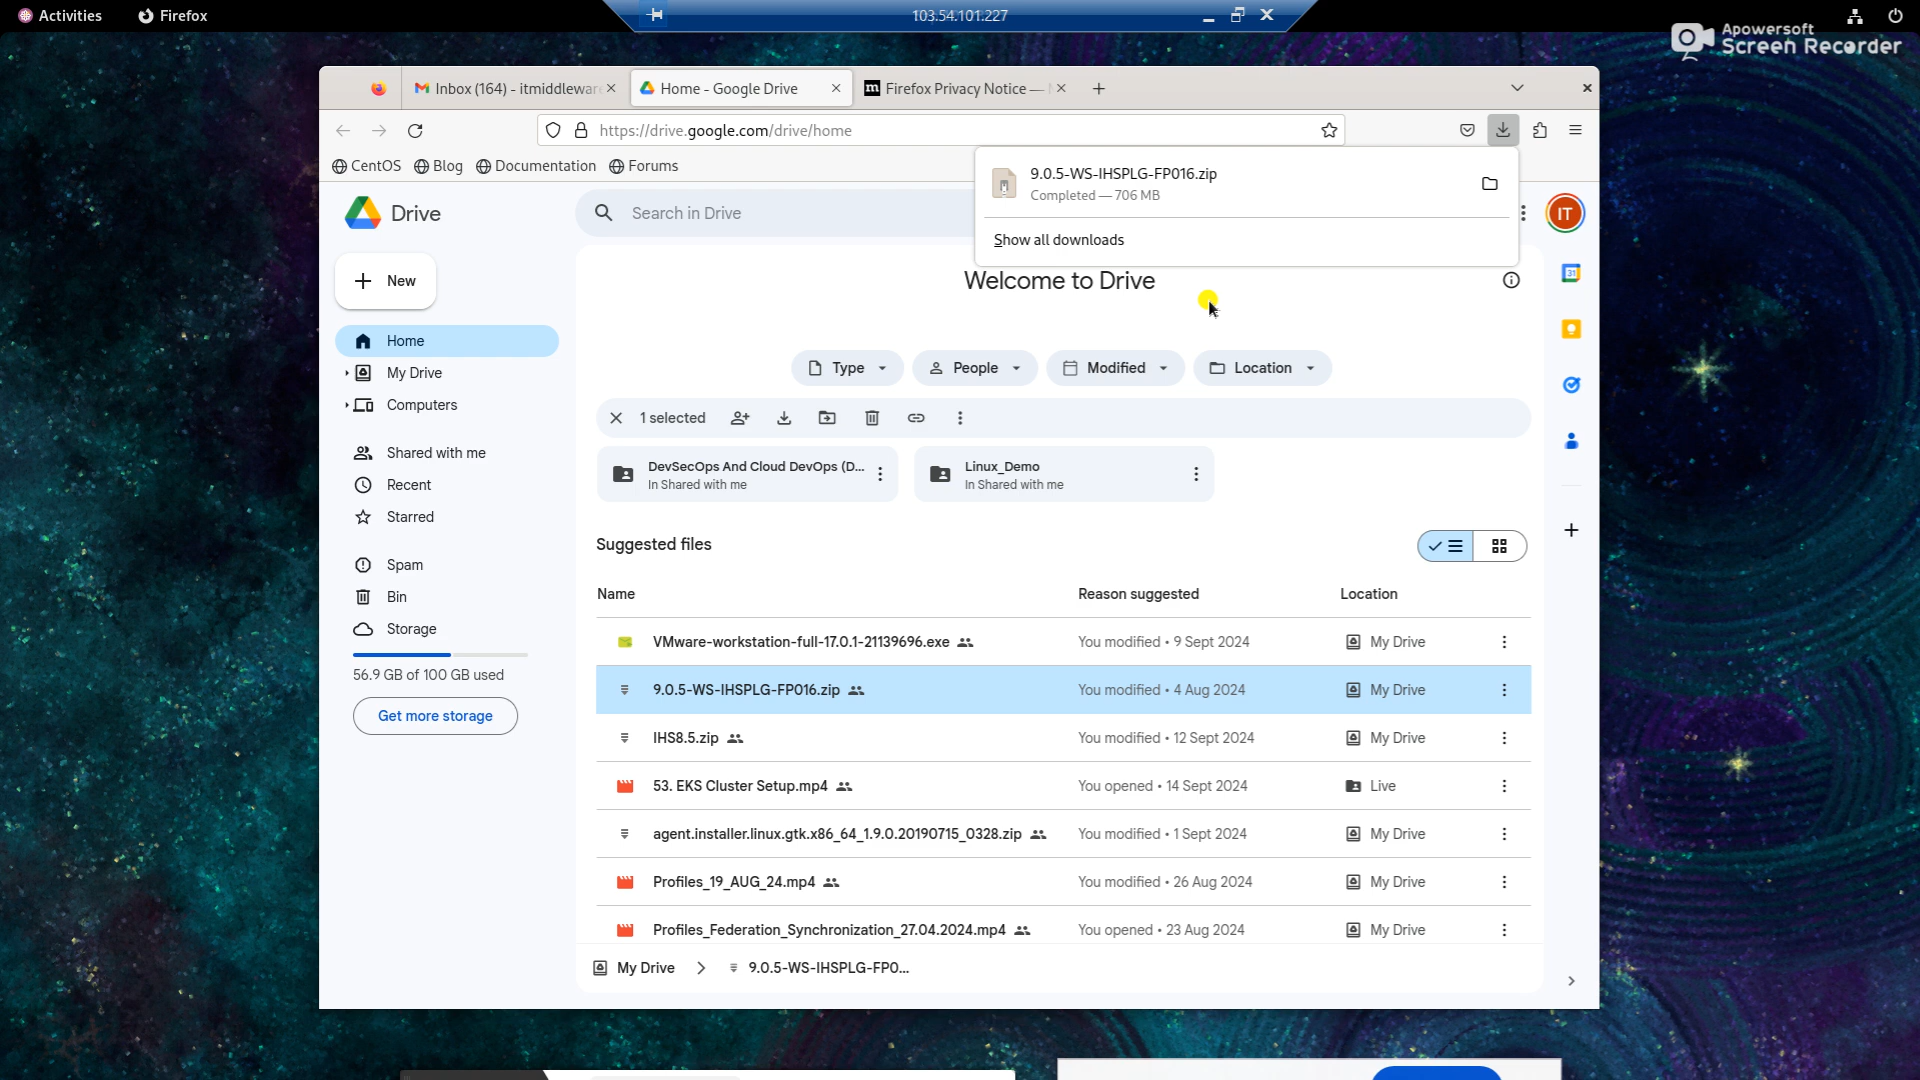 Activities Firefox 103.54.101.227
Apowersoft
Screen Recorder
Inbox (164) - itmiddleware Home - Google Drive Firefox Privacy Notice —
https://drive.google.com/drive/home
CentOS Blog Documentation Forums
9.0.5-WS-IHSPLG-FP016.zip
Completed — 706 MB
Show all downloads
Drive Search in Drive IT
New
Welcome to Drive
31
Home
My Drive
Computers
Shared with me
Recent
Starred
Spam
Bin
Storage
56.9 GB of 100 GB used
Get more storage
Type People Modified Location
1 selected
DevSecOps And Cloud DevOps (D...
In Shared with me
Linux_Demo
In Shared with me
Suggested files
Name Reason suggested Location
VMware-workstation-full-17.0.1-21139696.exe You modified • 9 Sept 2024 My Drive
9.0.5-WS-IHSPLG-FP016.zip You modified • 4 Aug 2024 My Drive
IHS8.5.zip You modified • 12 Sept 2024 My Drive
53. EKS Cluster Setup.mp4 You opened • 14 Sept 2024 Live
agent.installer.linux.gtk.x86_64_1.9.0.20190715_0328.zip You modified • 1 Sept 2024 My Drive
Profiles_19_AUG_24.mp4 You modified • 26 Aug 2024 My Drive
Profiles_Federation_Synchronization_27.04.2024.mp4 You opened • 23 Aug 2024 My Drive
My Drive 9.0.5-WS-IHSPLG-FP0...